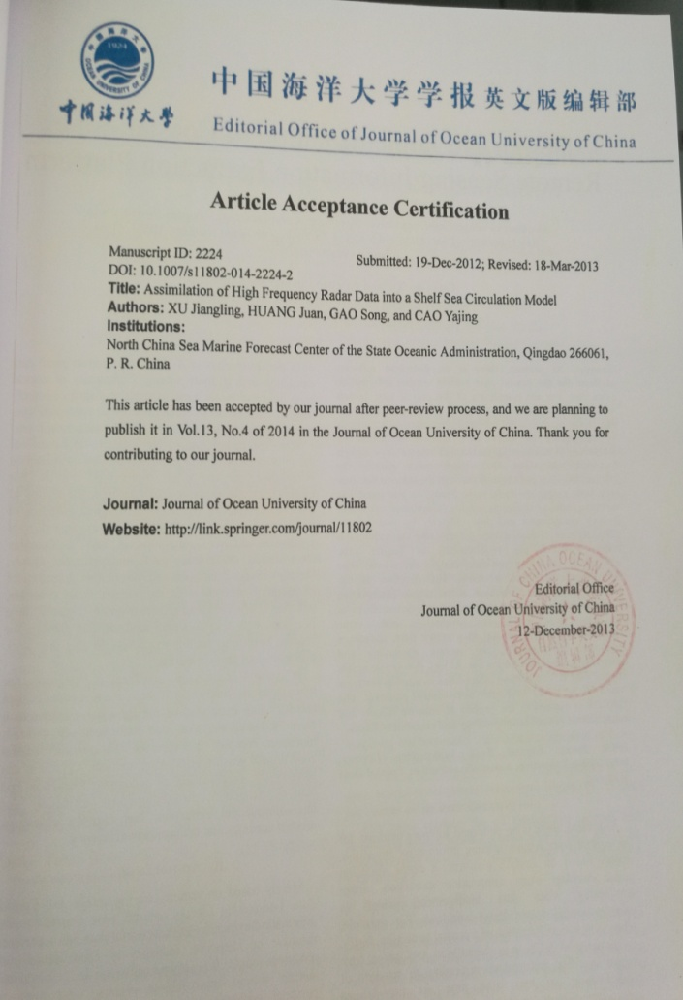 1924
OCEAN UNIVERSITY OF CHINA
中国海洋大學
中国海洋大学学报英文版编辑部
Editorial Office of Journal of Ocean University of China
Article Acceptance Certification
Manuscript ID: 2224
Submitted: 19-Dec-2012; Revised: 18-Mar-2013
DOI: 10.1007/s11802-014-2224-2
Title: Assimilation of High Frequency Radar Data into a Shelf Sea Circulation Model
Authors: XU Jiangling, HUANG Juan, GAO Song, and CAO Yajing
Institutions:
North China Sea Marine Forecast Center of the State Oceanic Administration, Qingdao 266061,
P. R. China
This article has been accepted by our journal after peer-review process, and we are planning to
publish it in Vol.13, No.4 of 2014 in the Journal of Ocean University of China. Thank you for
contributing to our journal.
Journal: Journal of Ocean University of China
Website: http://link.springer.com/journal/11802
JOURNAL OF CHINA OCEAN UNIVERSITY
Editorial Office
Journal of Ocean University of China
12-December-2013